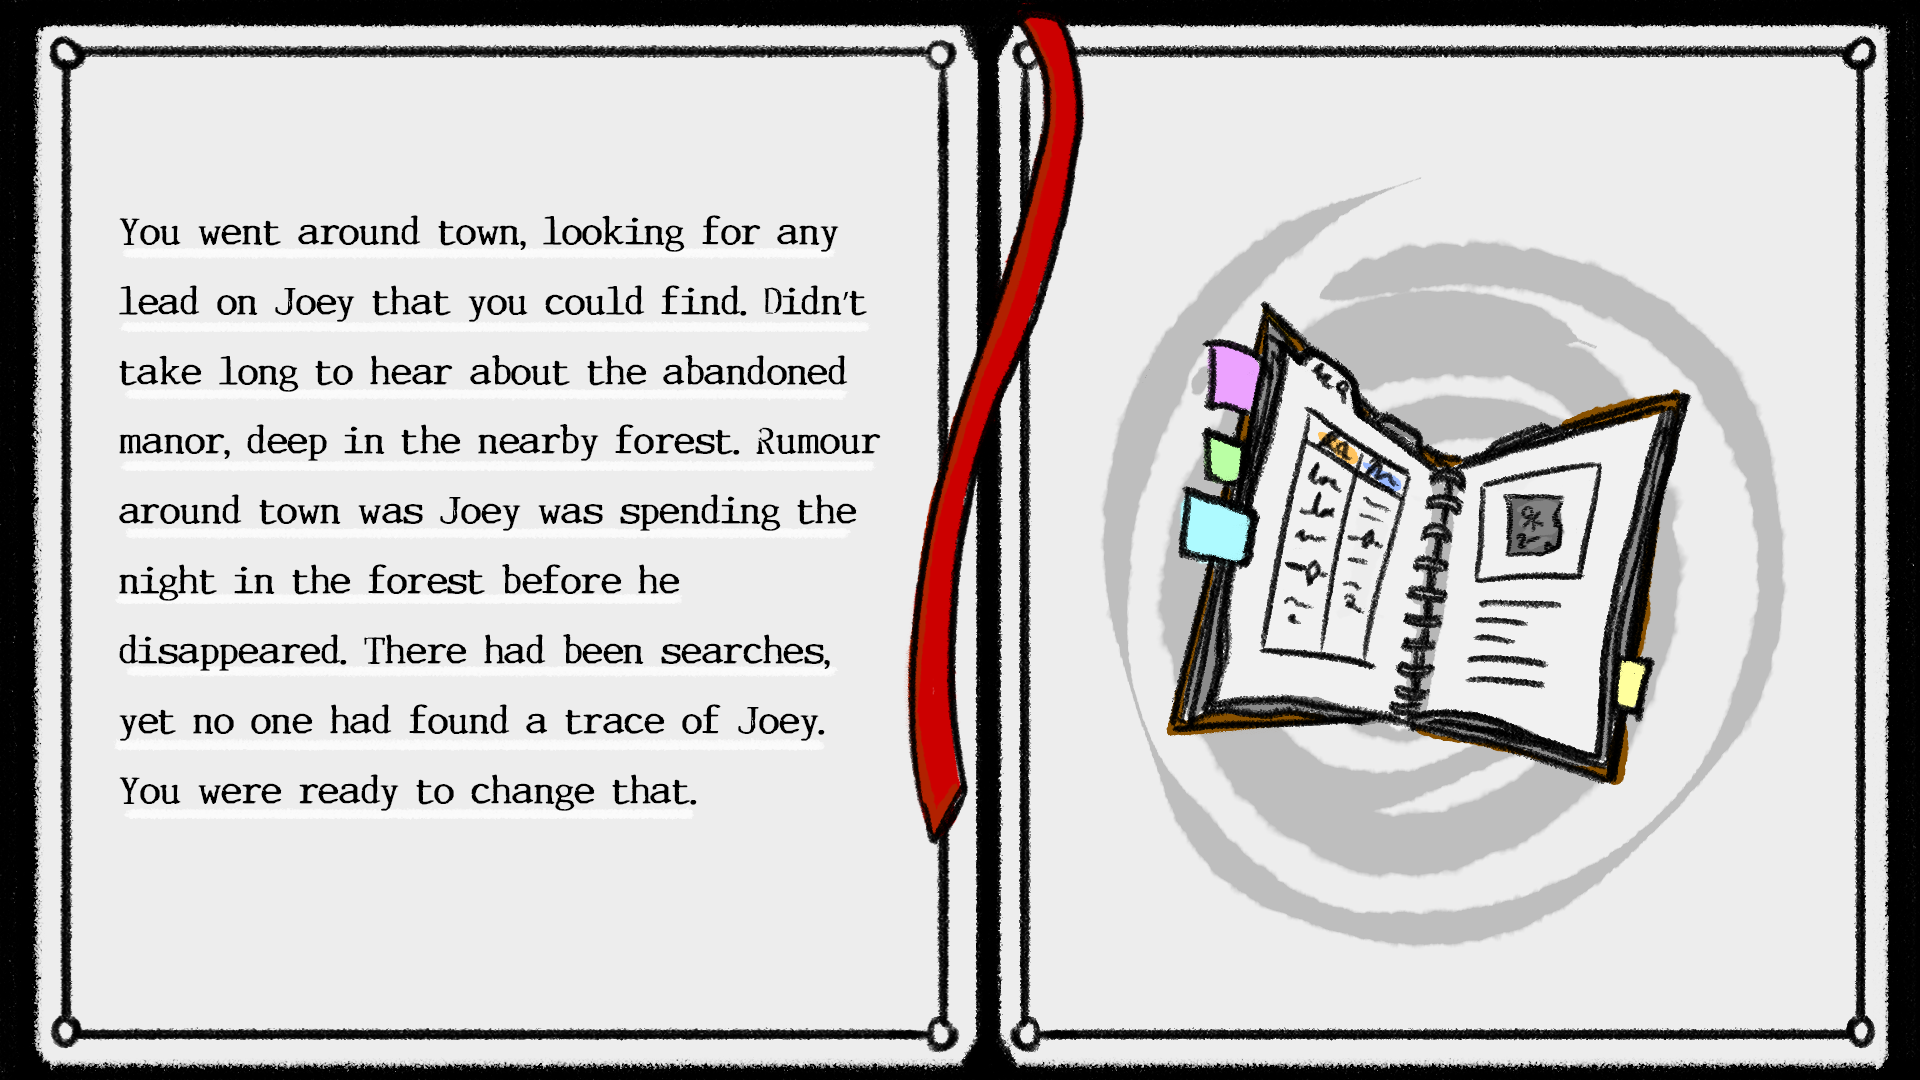 You went around town, looking for any
lead on Joey that you could find. Didn't
take long to hear about the abandoned
manor, deep in the nearby forest. Rumour
around town was Joey was spending the
night in the forest before he
disappeared. There had been searches,
yet no one had found a trace of Joey.
You were ready to change that.